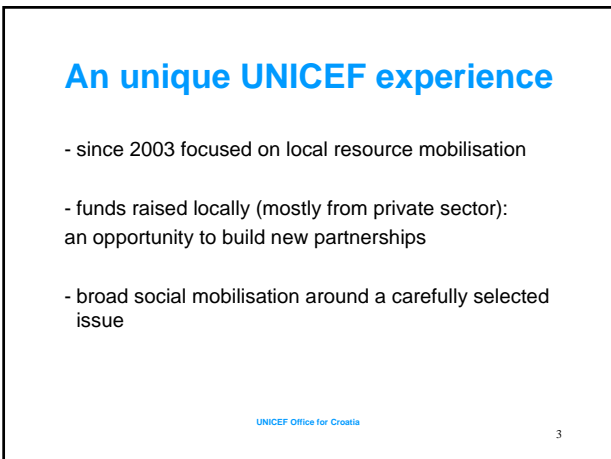 An unique UNICEF experience
- since 2003 focused on local resource mobilisation
- funds raised locally (mostly from private sector):
an opportunity to build new partnerships
- broad social mobilisation around a carefully selected
issue
UNICEF Office for Croatia
3